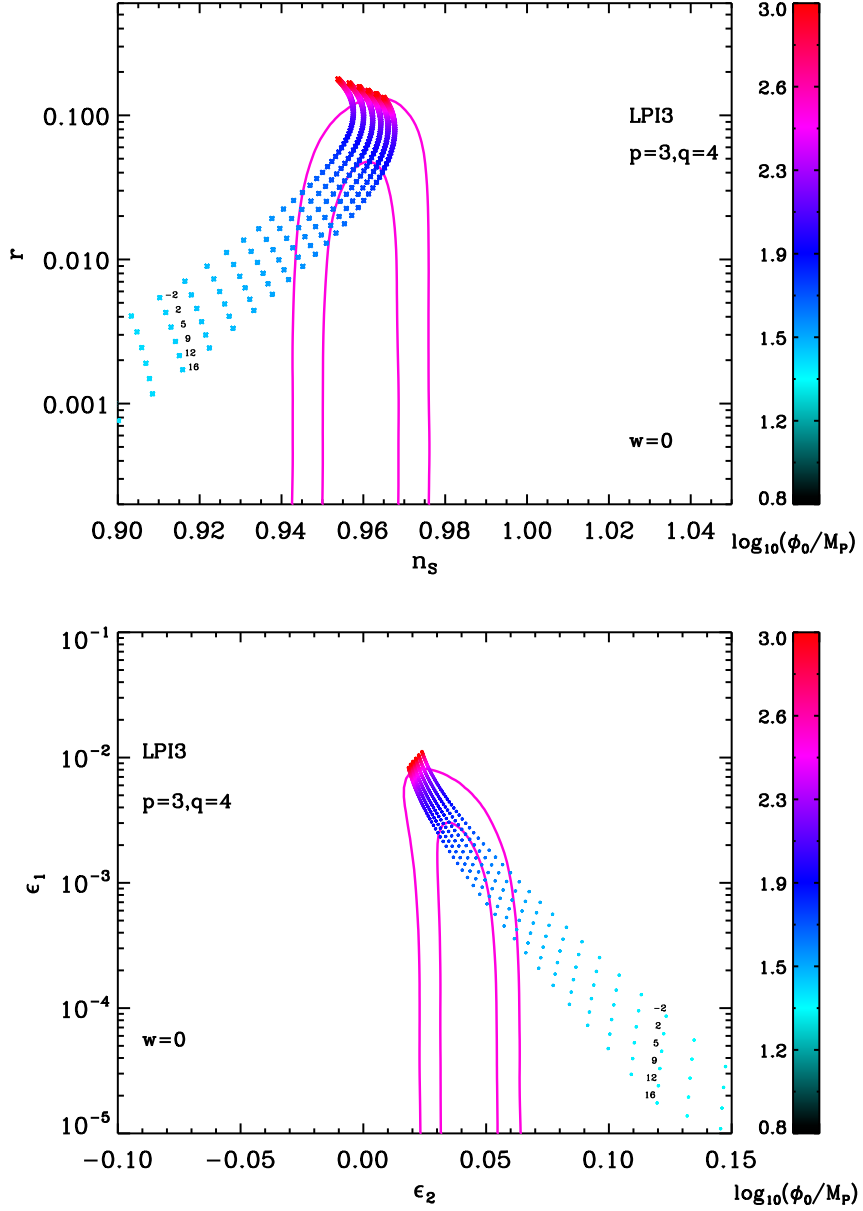 3.0
0.100
LPI3
2.6
p=3,q=4
2.3
r
0.010
1.9
-2
2
5
9
12
16
1.5
0.001
1.2
w=0
0.8
0.90 0.92 0.94 0.96 0.98 1.00 1.02 1.04
n_S
log₁₀(ϕ₀/M_P)
10⁻¹
3.0
LPI3
2.6
10⁻²
p=3,q=4
2.3
ϵ₁
10⁻³
1.9
1.5
10⁻⁴
-2
2
5
9
12
16
w=0
1.2
10⁻⁵
0.8
−0.10 −0.05 0.00 0.05 0.10 0.15
ϵ₂
log₁₀(ϕ₀/M_P)